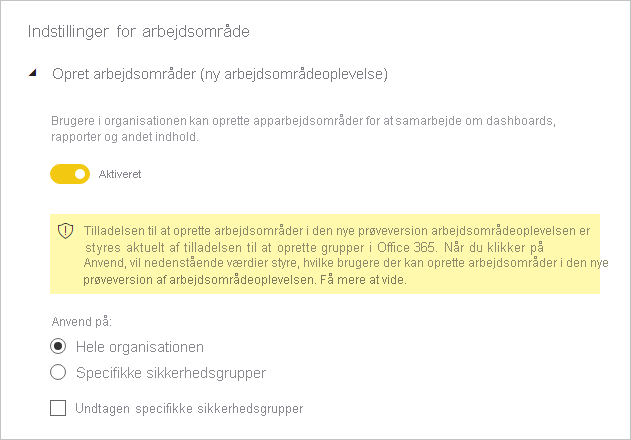 Indstillinger for arbejdsområde
Opret arbejdsområder (ny arbejdsområdeoplevelse)
Brugere i organisationen kan oprette apparbejdsområder for at samarbejde om dashboards,
rapporter og andet indhold.
Aktiveret
Tilladelsen til at oprette arbejdsområder i den nye prøveversion arbejdsområdeoplevelsen er
styres aktuelt af tilladelsen til at oprette grupper i Office 365. Når du klikker på
Anvend, vil nedenstående værdier styre, hvilke brugere der kan oprette arbejdsområder i den nye
prøveversion af arbejdsområdeoplevelsen. Få mere at vide.
Anvend på:
Hele organisationen
Specifikke sikkerhedsgrupper
Undtagen specifikke sikkerhedsgrupper